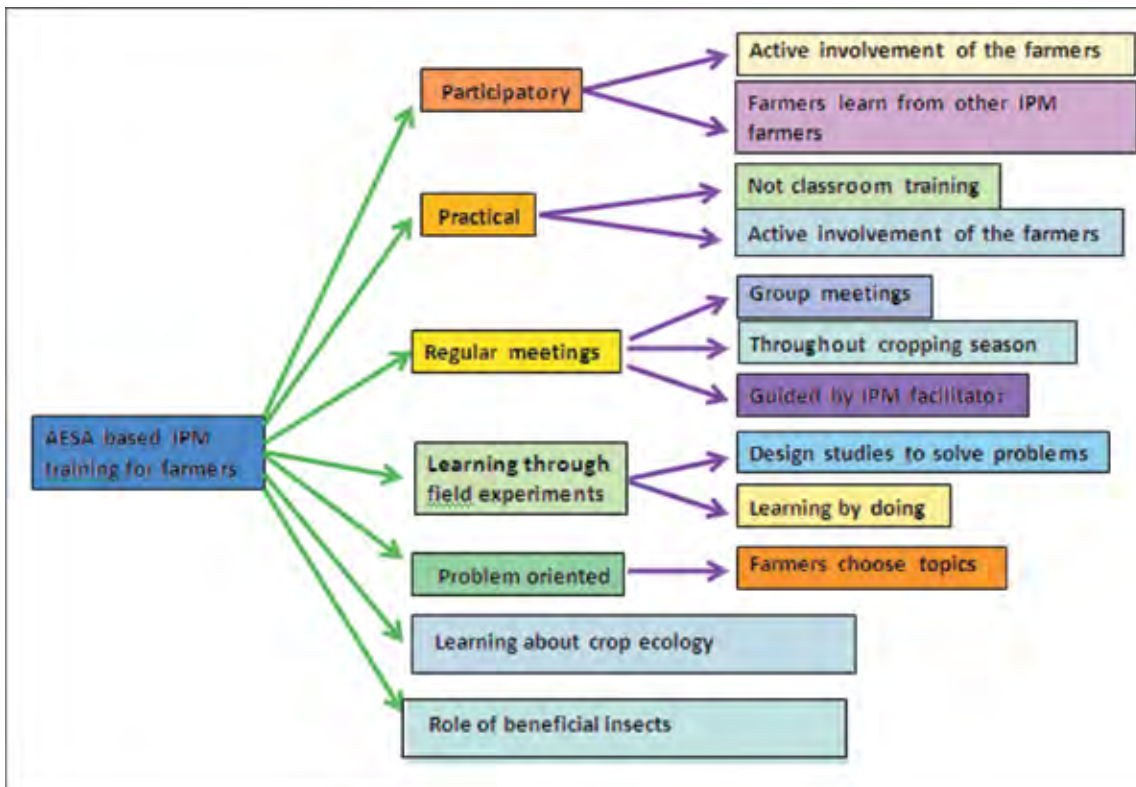 Active involvement of the farmers
Participatory
Farmers learn from other IPM
farmers
Not classroom training
Practical
Active involvement of the farmers
Group meetings
Regular meetings
Throughout cropping season
Guided by IPM facilitator
AESA based IPM
training for farmers
Learning through
field experiments
Design studies to solve problems
Learning by doing
Problem oriented
Farmers choose topics
Learning about crop ecology
Role of beneficial insects